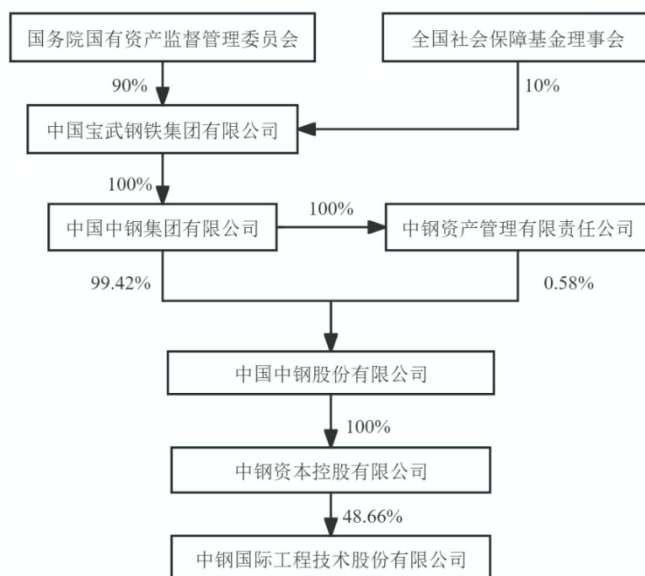 国务院国有资产监督管理委员会
全国社会保障基金理事会
90%
10%
中国宝武钢铁集团有限公司
100%
中国中钢集团有限公司
100%
中钢资产管理有限责任公司
99.42%
0.58%
中国中钢股份有限公司
100%
中钢资本控股有限公司
48.66%
中钢国际工程技术股份有限公司